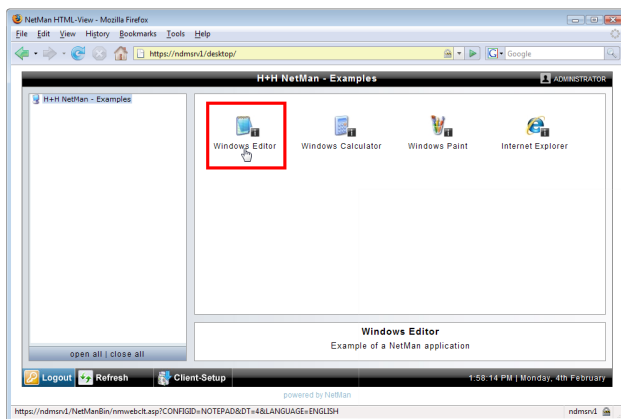 NetMan HTML-View - Mozilla Firefox
File Edit View History Bookmarks Tools Help
https://ndmsrv1/desktop/ G Google
H+H NetMan - Examples ADMINISTRATOR
H+H NetMan - Examples
Windows Editor Windows Calculator Windows Paint Internet Explorer
Windows Editor
Example of a NetMan application
open all | close all
Logout Refresh Client-Setup 1:58:14 PM | Monday, 4th February
powered by NetMan
https://ndmsrv1/NetManBin/nmwebclt.asp?CONFIGID=NOTEPAD&DT=4&LANGUAGE=ENGLISH ndmsrv1